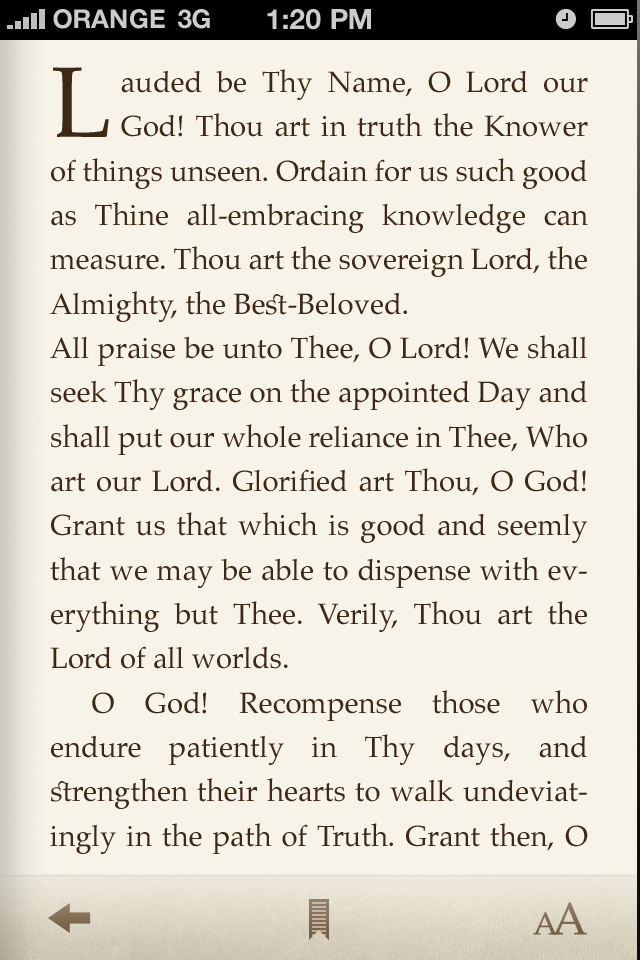 ORANGE 3G 1:20 PM
Lauded be Thy Name, O Lord our
God! Thou art in truth the Knower
of things unseen. Ordain for us such good
as Thine all-embracing knowledge can
measure. Thou art the sovereign Lord, the
Almighty, the Best-Beloved.
All praise be unto Thee, O Lord! We shall
seek Thy grace on the appointed Day and
shall put our whole reliance in Thee, Who
art our Lord. Glorified art Thou, O God!
Grant us that which is good and seemly
that we may be able to dispense with ev-
erything but Thee. Verily, Thou art the
Lord of all worlds.
O God! Recompense those who
endure patiently in Thy days, and
strengthen their hearts to walk undeviat-
ingly in the path of Truth. Grant then, O
AA